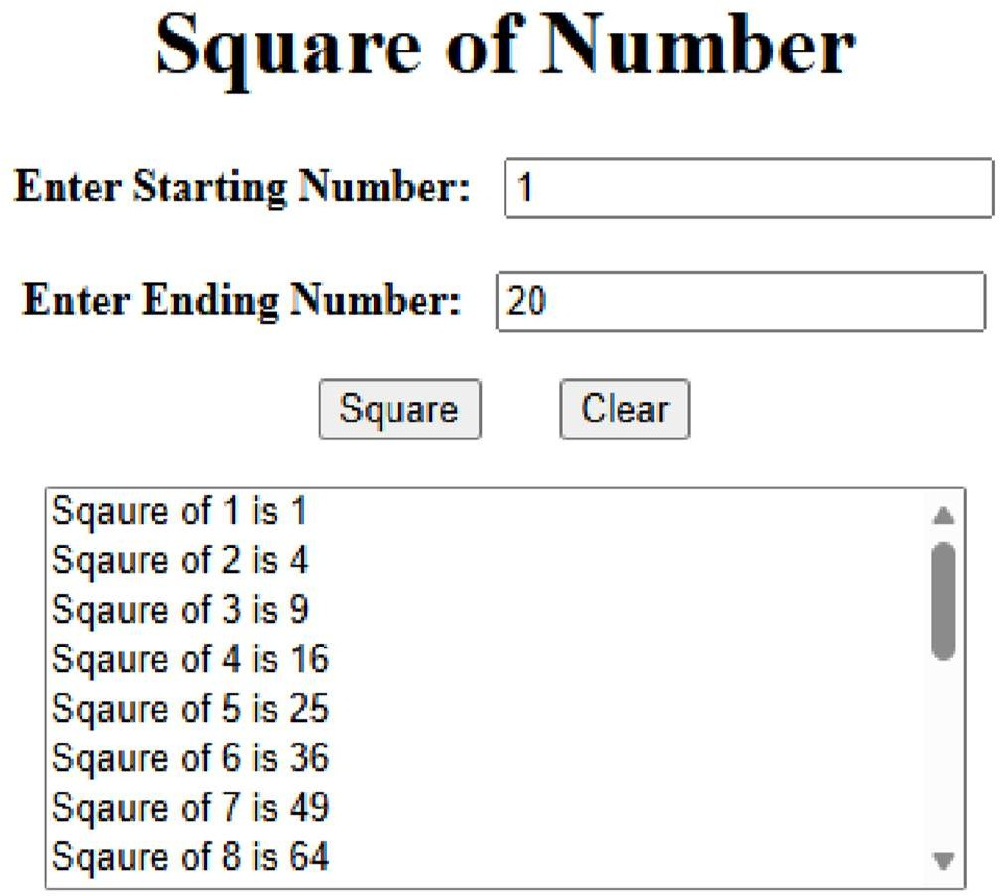 Square of Number
Enter Starting Number: 1
Enter Ending Number: 20
Square Clear
Sqaure of 1 is 1
Sqaure of 2 is 4
Sqaure of 3 is 9
Sqaure of 4 is 16
Sqaure of 5 is 25
Sqaure of 6 is 36
Sqaure of 7 is 49
Sqaure of 8 is 64